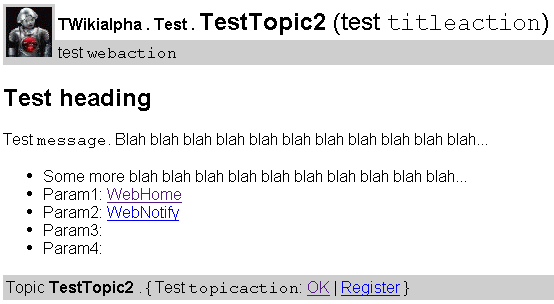 TWikialpha . Test . TestTopic2 (test titleaction)
test webaction
Test heading
Test message. Blah blah blah blah blah blah blah blah blah blah blah...
• Some more blah blah blah blah blah blah blah blah blah blah...
• Param1: WebHome
• Param2: WebNotify
• Param3:
• Param4:
Topic TestTopic2 . { Test topicaction: OK | Register }